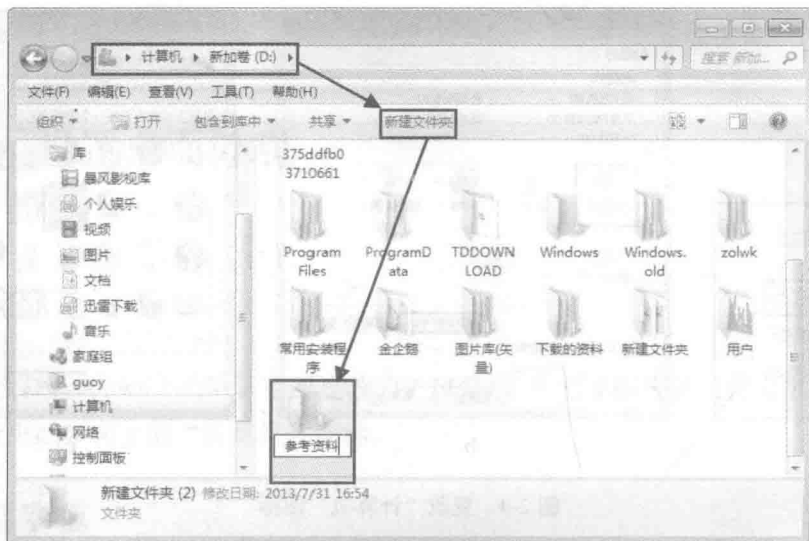 计算机 ▸ 新加卷 (D:) ▸
搜索 新加...
文件(F) 编辑(E) 查看(V) 工具(T) 帮助(H)
组织 打开 包含到库中 共享 新建文件夹
库
暴风影视库
个人娱乐
视频
图片
文档
迅雷下载
音乐
家庭组
guoy
计算机
网络
控制面板
375ddfb0
3710661
Program
Files
ProgramD
ata
TDDOWN
LOAD
Windows
Windows.
old
zolwk
常用安装程
序
图片库(矢
量)
下载的资料
新建文件夹
用户
参考资料
新建文件夹 (2) 修改日期: 2013/7/31 16:54
文件夹